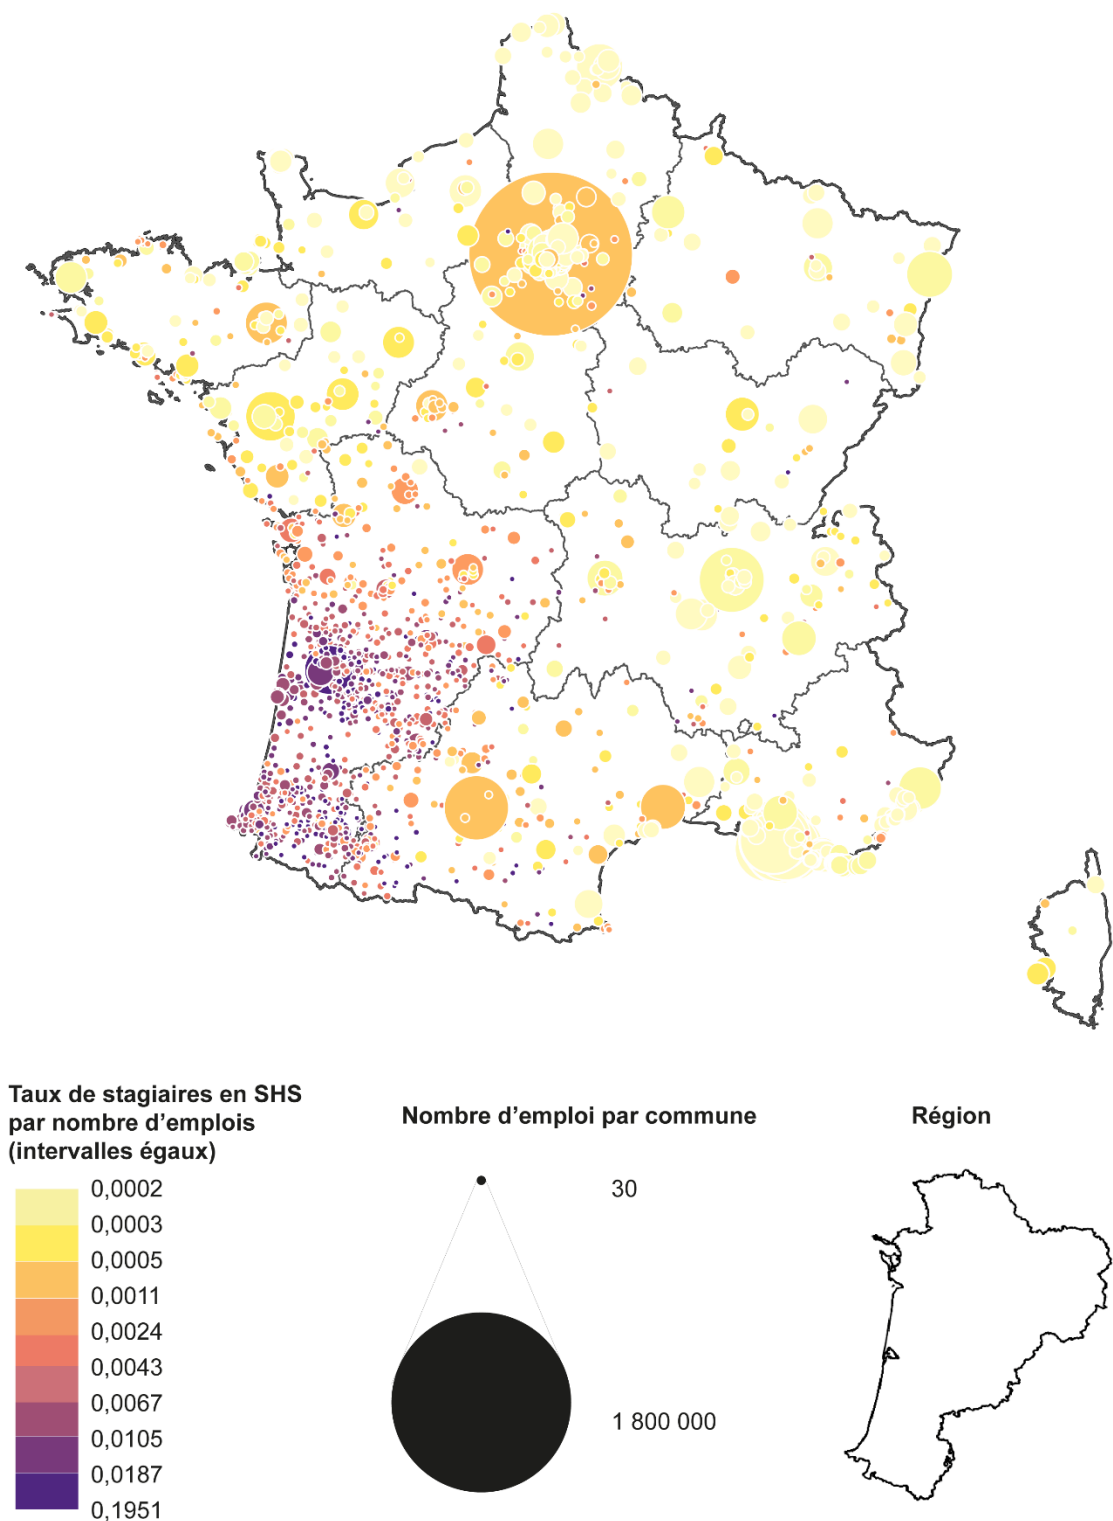 Taux de stagiaires en SHS
par nombre d'emplois
(intervalles égaux)
0,0002
0,0003
0,0005
0,0011
0,0024
0,0043
0,0067
0,0105
0,0187
0,1951
Nombre d'emploi par commune
30
1 800 000
Région